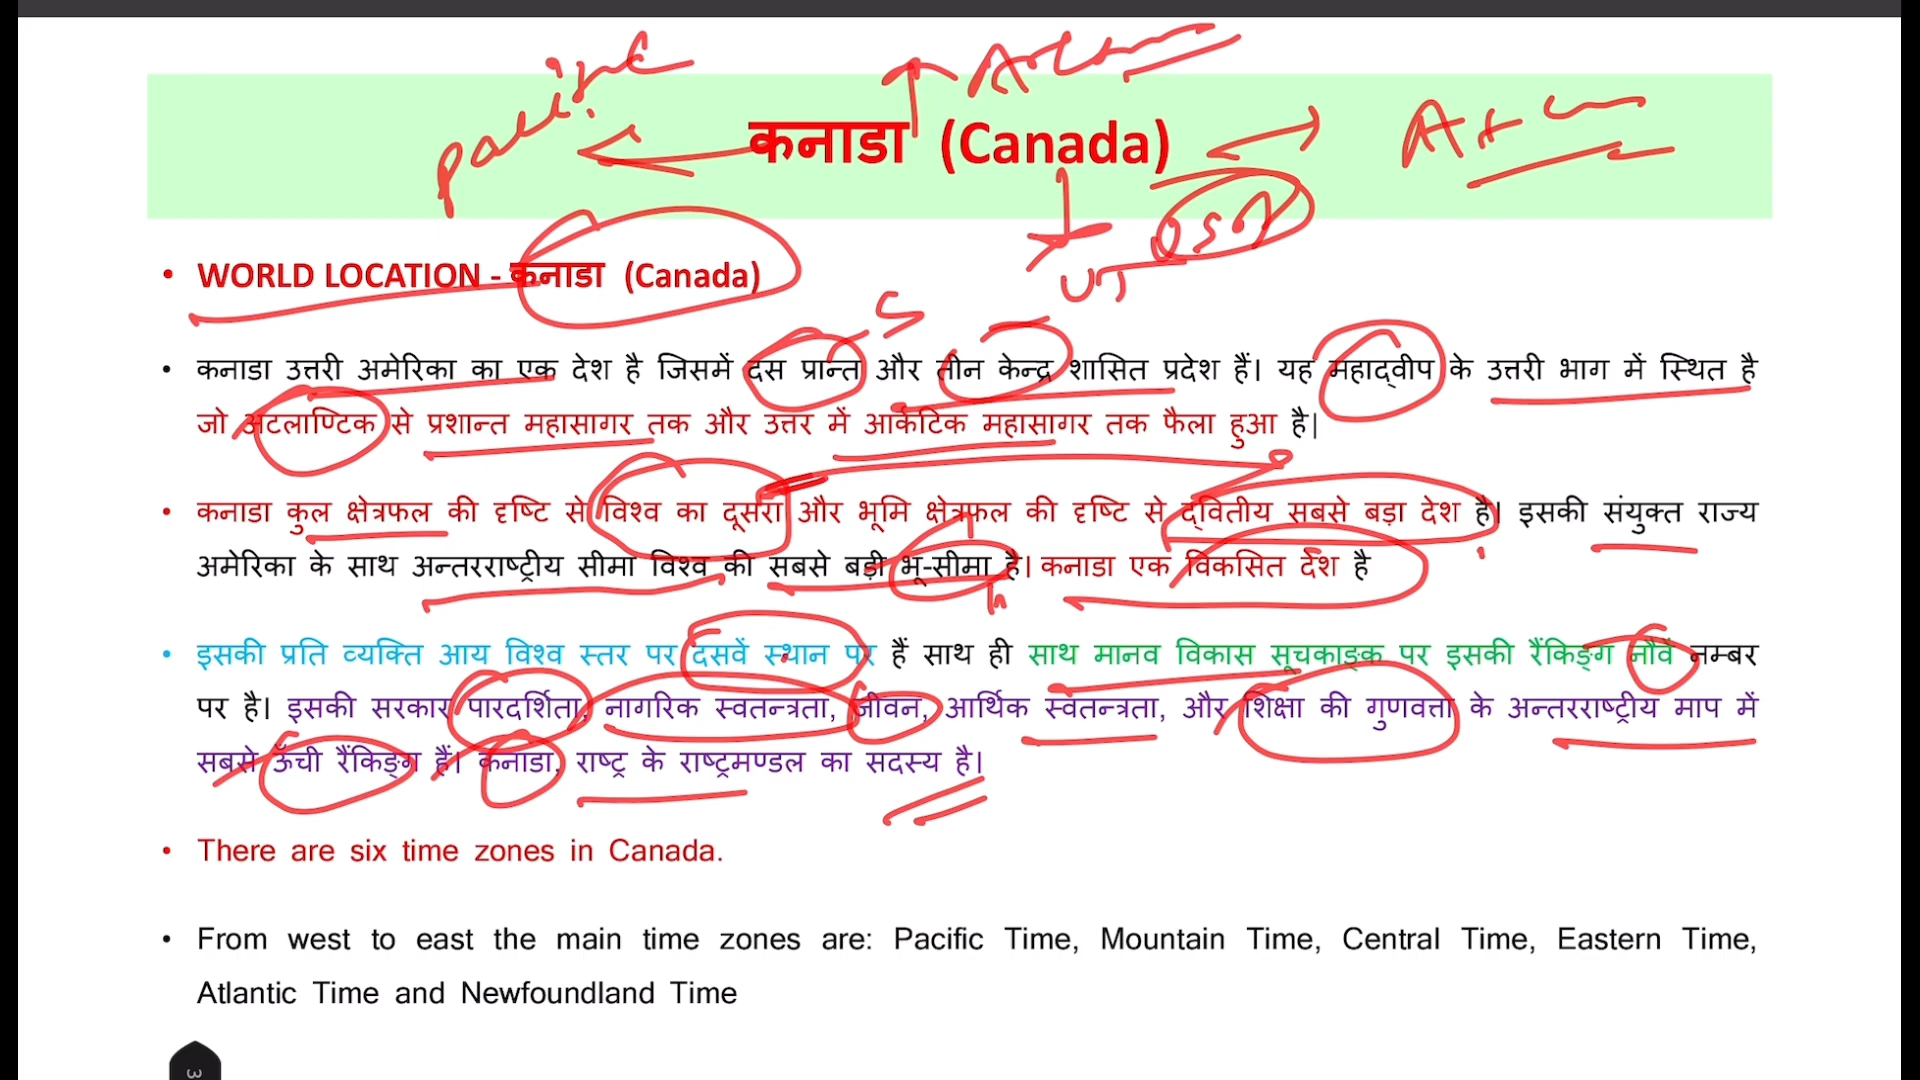 कनाडा (Canada)
WORLD LOCATION - कनाडा (Canada)
कनाडा उत्तरी अमेरिका का एक देश है जिसमें दस प्रान्त और तीन केन्द्र शासित प्रदेश हैं। यह महाद्वीप के उत्तरी भाग में स्थित है
जो अटलाण्टिक से प्रशान्त महासागर तक और उत्तर में आर्कटिक महासागर तक फैला हुआ है।
कनाडा कुल क्षेत्रफल की दृष्टि से विश्व का दूसरा और भूमि क्षेत्रफल की दृष्टि से द्वितीय सबसे बड़ा देश है। इसकी संयुक्त राज्य
अमेरिका के साथ अन्तरराष्ट्रीय सीमा विश्व की सबसे बड़ी भू-सीमा है। कनाडा एक विकसित देश है
इसकी प्रति व्यक्ति आय विश्व स्तर पर दसवें स्थान पर हैं साथ ही साथ मानव विकास सूचकाङ्क पर इसकी रैंकिङ्ग नौवें नम्बर
पर है। इसकी सरकार पारदर्शिता, नागरिक स्वतन्त्रता, जीवन, आर्थिक स्वतन्त्रता, और शिक्षा की गुणवत्ता के अन्तरराष्ट्रीय माप में
सबसे ऊँची रैंकिङ्ग हैं। कनाडा, राष्ट्र के राष्ट्रमण्डल का सदस्य है।
There are six time zones in Canada.
From west to east the main time zones are: Pacific Time, Mountain Time, Central Time, Eastern Time,
Atlantic Time and Newfoundland Time
3